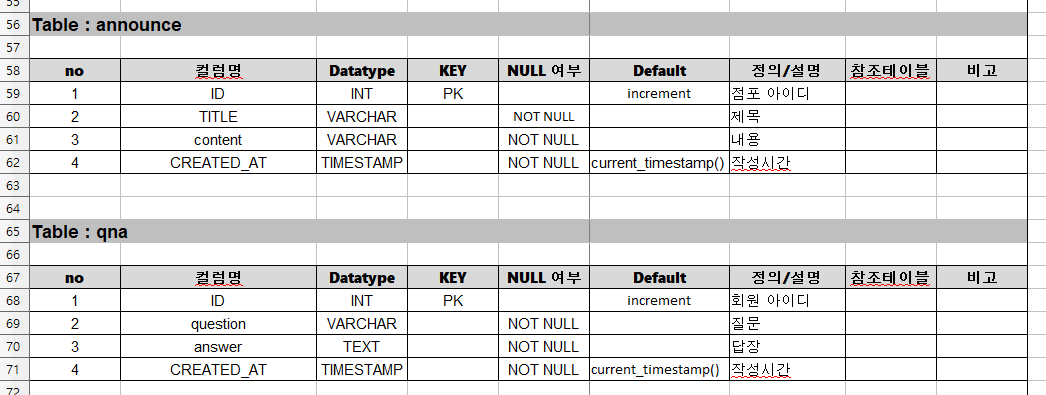 55
56 Table : announce
57
58 no 컬럼명 Datatype KEY NULL 여부 Default 정의/설명 참조테이블 비고
59 1 ID INT PK increment 점포 아이디
60 2 TITLE VARCHAR NOT NULL 제목
61 3 content VARCHAR NOT NULL 내용
62 4 CREATED_AT TIMESTAMP NOT NULL current_timestamp() 작성시간
63
64
65 Table : qna
66
67 no 컬럼명 Datatype KEY NULL 여부 Default 정의/설명 참조테이블 비고
68 1 ID INT PK increment 회원 아이디
69 2 question VARCHAR NOT NULL 질문
70 3 answer TEXT NOT NULL 답장
71 4 CREATED_AT TIMESTAMP NOT NULL current_timestamp() 작성시간
72